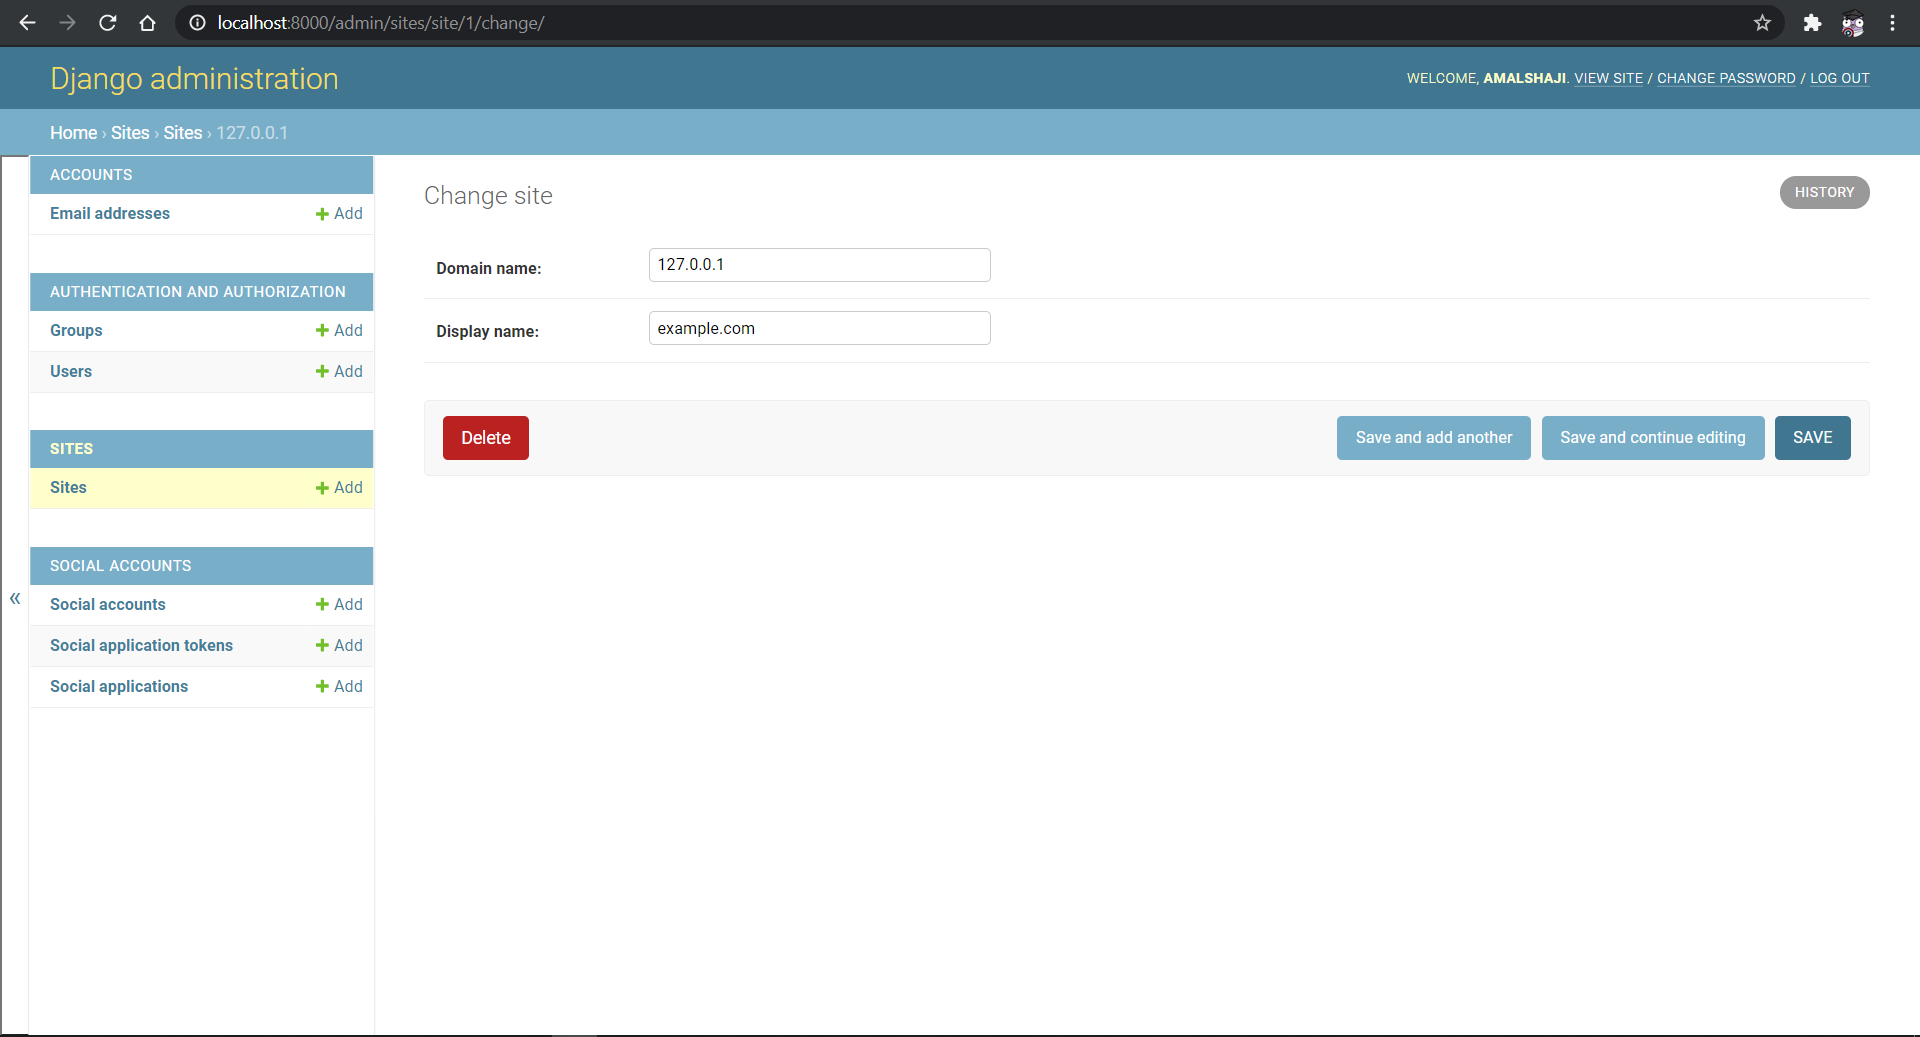 localhost:8000/admin/sites/site/1/change/
Django administration
WELCOME, AMALSHAJI. VIEW SITE / CHANGE PASSWORD / LOG OUT
Home › Sites › Sites › 127.0.0.1
ACCOUNTS
Email addresses + Add
AUTHENTICATION AND AUTHORIZATION
Groups + Add
Users + Add
SITES
Sites + Add
SOCIAL ACCOUNTS
Social accounts + Add
Social application tokens + Add
Social applications + Add
«
Change site
HISTORY
Domain name: 127.0.0.1
Display name: example.com
Delete
Save and add another
Save and continue editing
SAVE